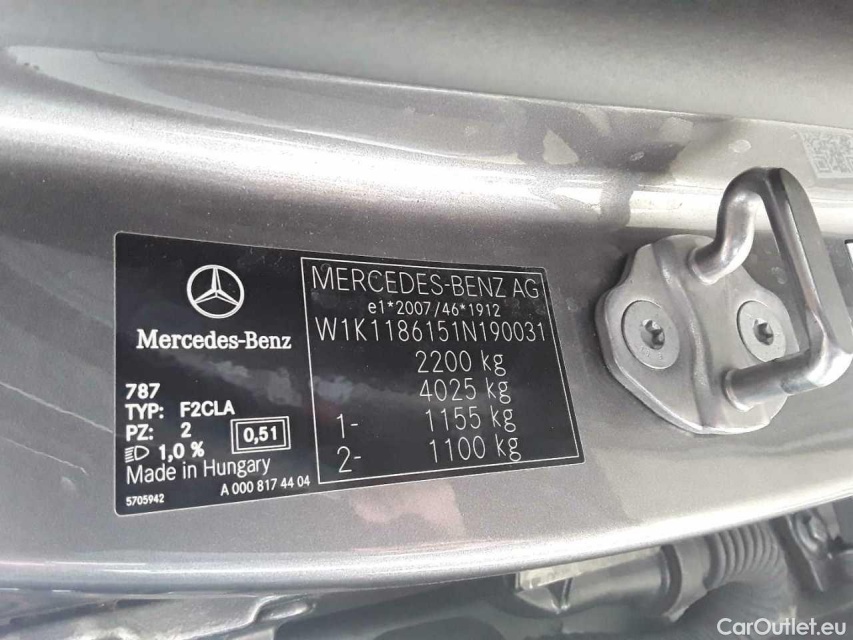 Mercedes-Benz
787
TYP: F2CLA
PZ: 2
1,0 %
0,51
Made in Hungary
5705942
A 000 817 44 04
MERCEDES-BENZ AG
e1*2007/46*1912
W1K1186151N190031
2200 kg
4025 kg
1- 1155 kg
2- 1100 kg
CarOutlet.eu